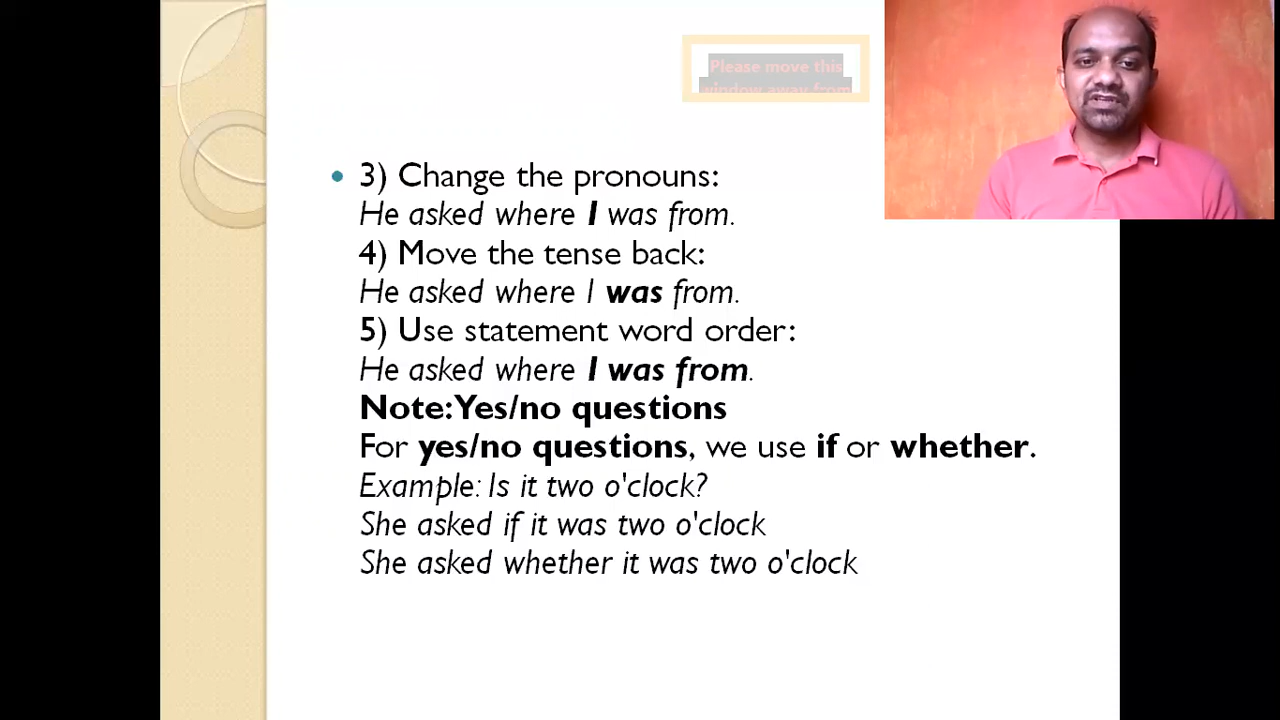 Please move this
window away from
3) Change the pronouns:
He asked where I was from.
4) Move the tense back:
He asked where I was from.
5) Use statement word order:
He asked where I was from.
Note: Yes/no questions
For yes/no questions, we use if or whether.
Example: Is it two o'clock?
She asked if it was two o'clock
She asked whether it was two o'clock